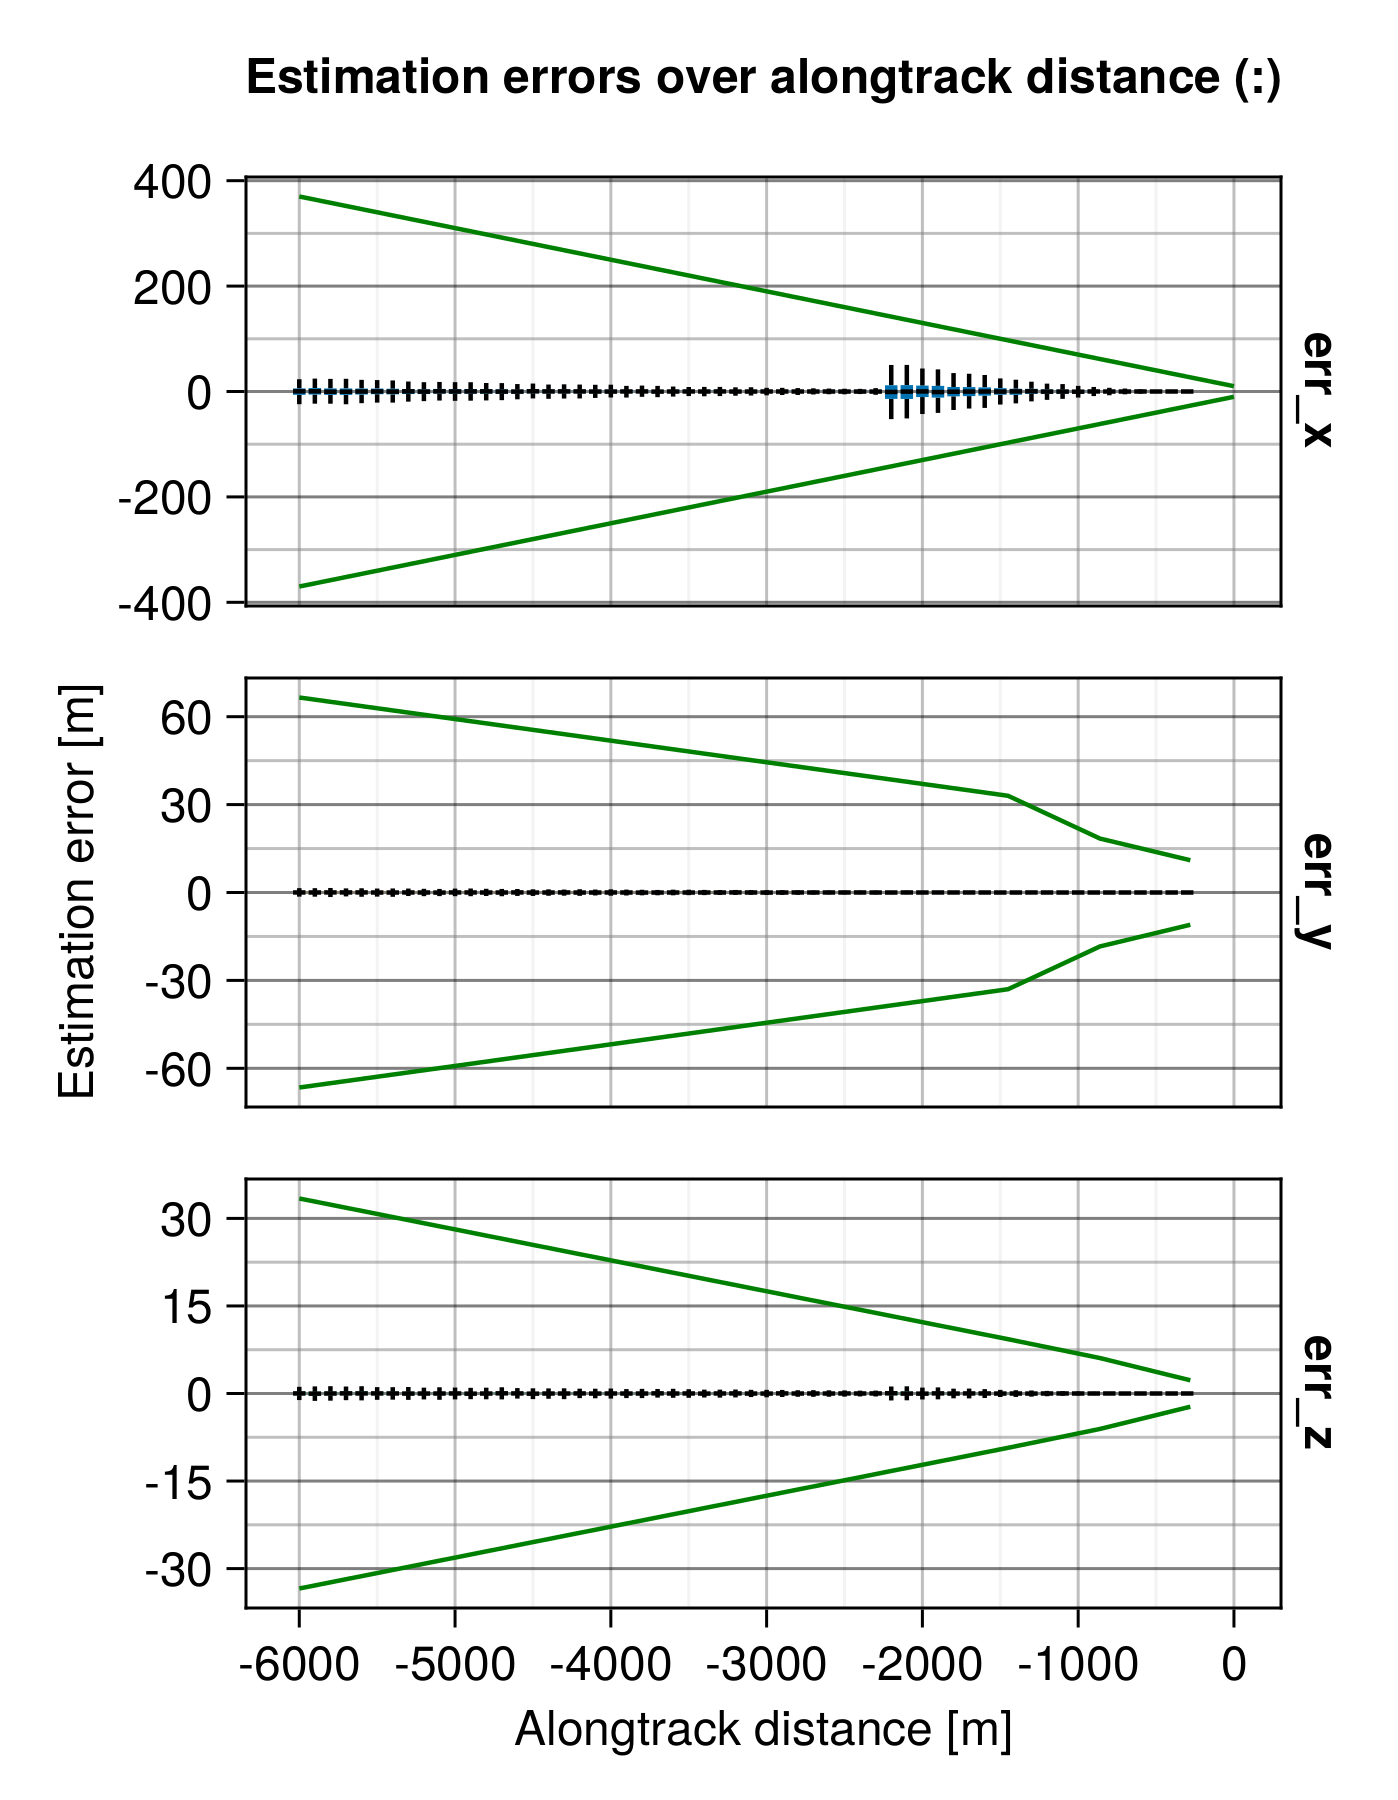 Estimation errors over alongtrack distance (:)
400
200
0
-200
-400
err_x
Estimation error [m]
60
30
0
-30
-60
err_y
30
15
0
-15
-30
err_z
-6000 -5000 -4000 -3000 -2000 -1000 0
Alongtrack distance [m]